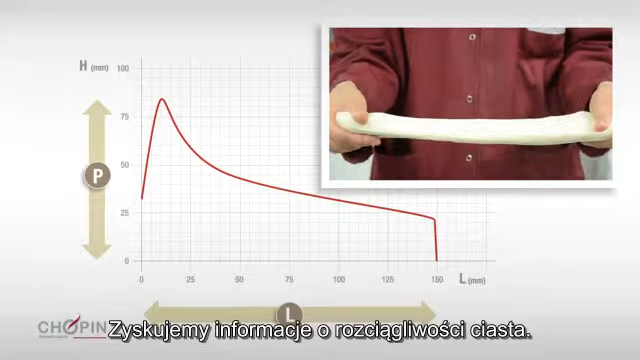 H (mm)
100
75
50
25
0
P
0 25 50 75 100 125 150 L (mm)
L
CHOPIN
Zyskujemy informacje o rozciągliwości ciasta.